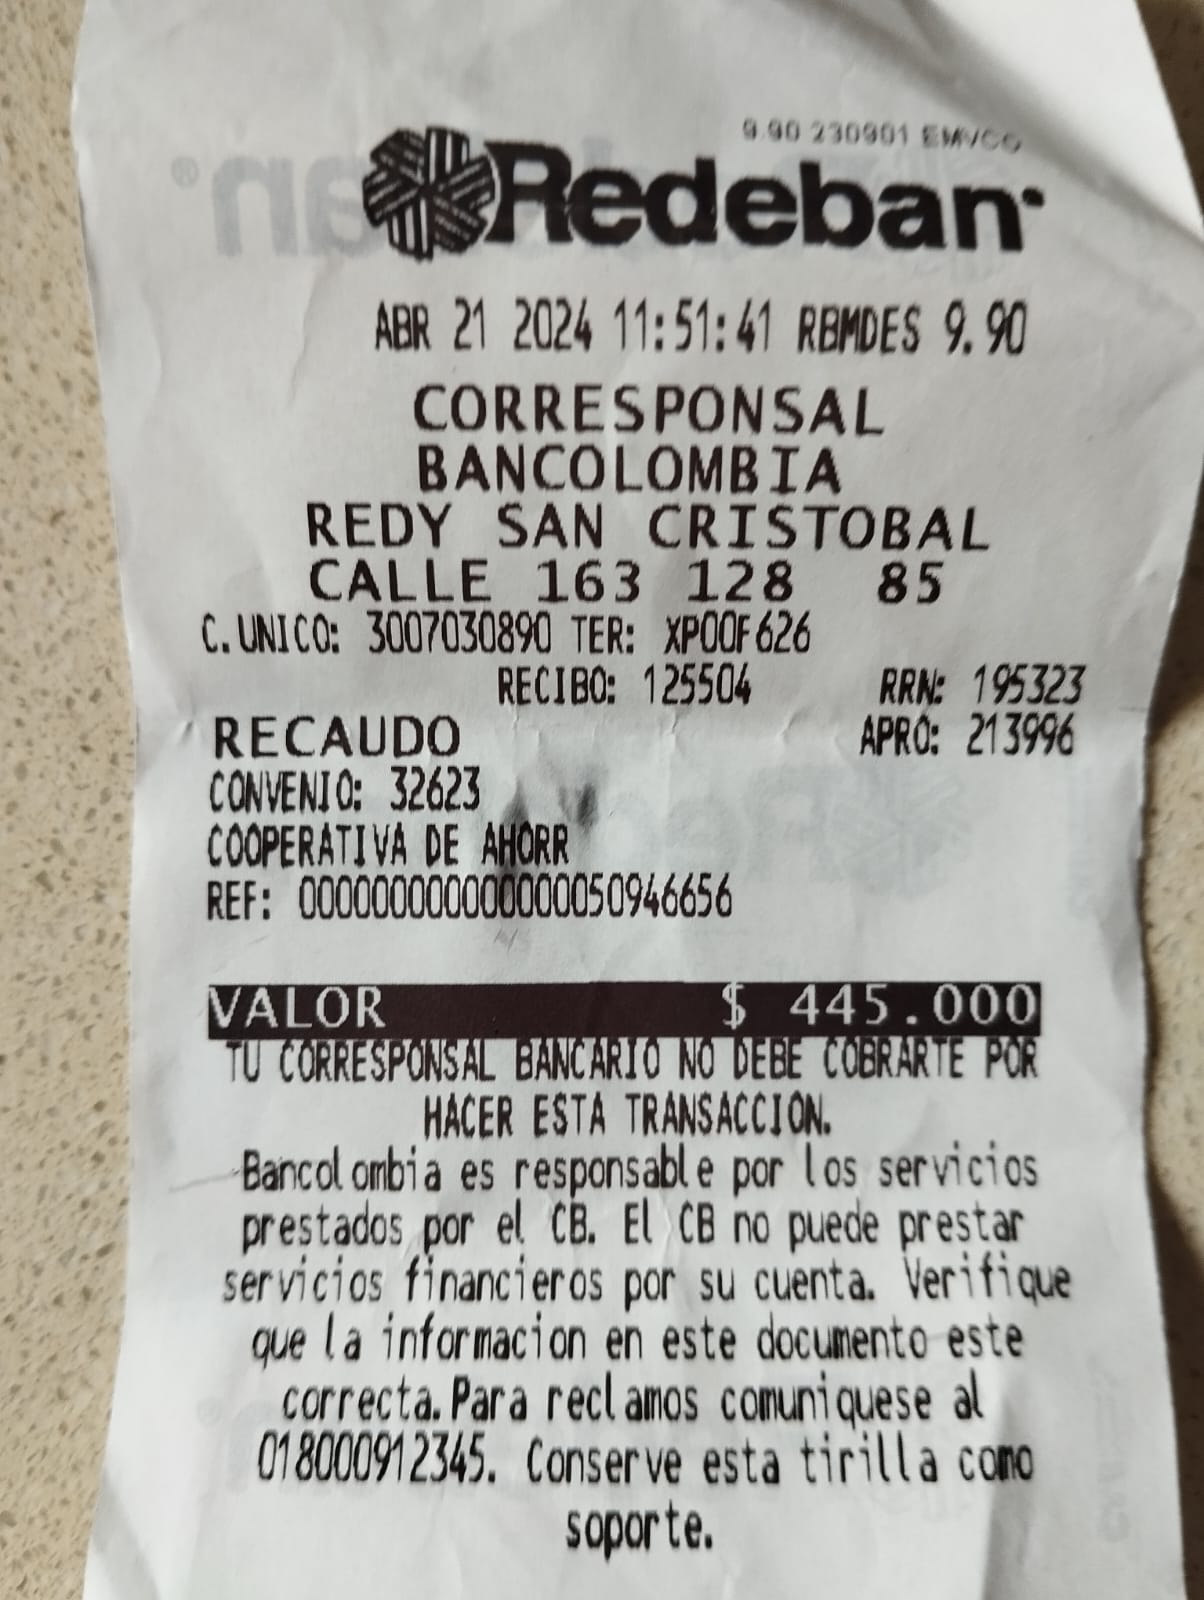 9.90 230901 EMVCO
Redeban
ABR 21 2024 11:51:41 RBMDES 9.90
CORRESPONSAL
BANCOLOMBIA
REDY SAN CRISTOBAL
CALLE 163 128 85
C. UNICO: 3007030890 TER: XP00F626
RECIBO: 125504 RRN: 195323
RECAUDO APRO: 213996
CONVENIO: 32623
COOPERATIVA DE AHORR
REF: 000000000000000050946656
VALOR $ 445.000
TU CORRESPONSAL BANCARIO NO DEBE COBRARTE POR
HACER ESTA TRANSACCION.
Bancolombia es responsable por los servicios
prestados por el CB. El CB no puede prestar
servicios financieros por su cuenta. Verifique
que la informacion en este documento este
correcta. Para reclamos comuniquese al
018000912345. Conserve esta tirilla como
soporte.